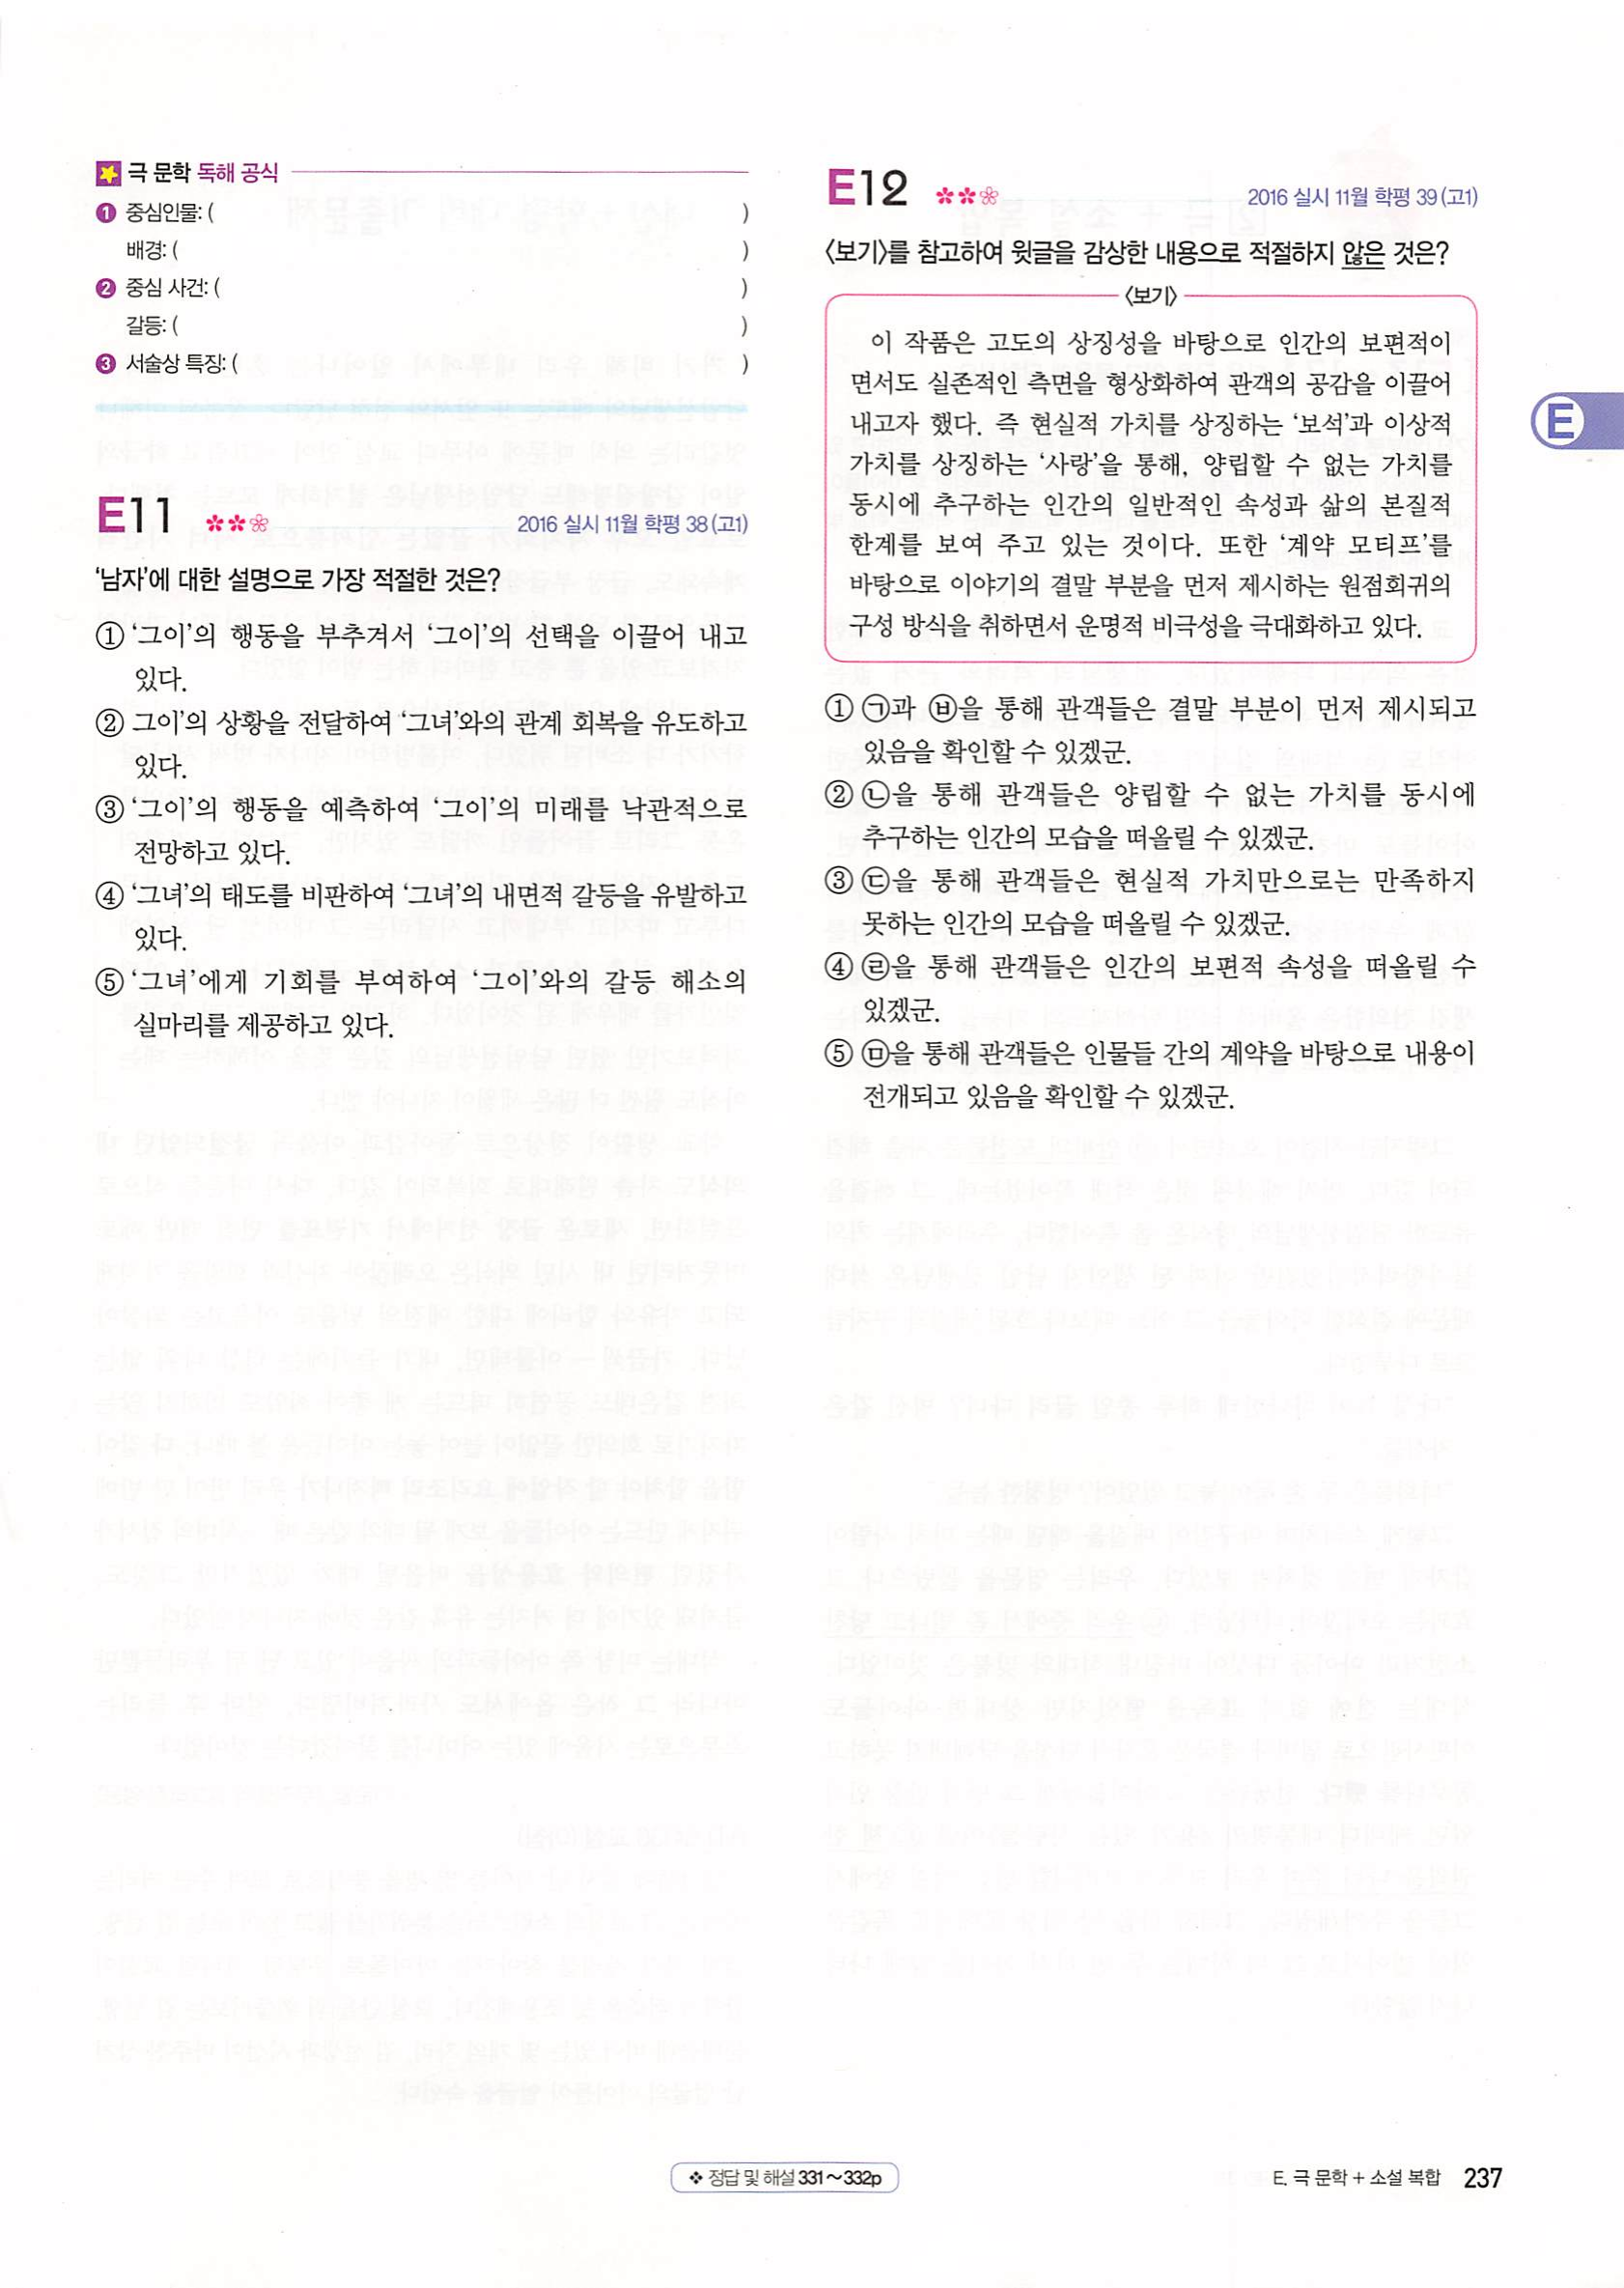 극 문학 독해 공식
❶ 중심인물: ( )
배경: ( )
❷ 중심 사건: ( )
갈등: ( )
❸ 서술상 특징: ( )
E11 2016 실시 11월 학평 38(고1)
‘남자’에 대한 설명으로 가장 적절한 것은?
① ‘그이’의 행동을 부추겨서 ‘그이’의 선택을 이끌어 내고
있다.
② 그이’의 상황을 전달하여 ‘그녀’와의 관계 회복을 유도하고
있다.
③ ‘그이’의 행동을 예측하여 ‘그이’의 미래를 낙관적으로
전망하고 있다.
④ ‘그녀’의 태도를 비판하여 ‘그녀’의 내면적 갈등을 유발하고
있다.
⑤ ‘그녀’에게 기회를 부여하여 ‘그이’와의 갈등 해소의
실마리를 제공하고 있다.
E12 2016 실시 11월 학평 39(고1)
〈보기〉를 참고하여 윗글을 감상한 내용으로 적절하지 않은 것은?
〈보기〉
이 작품은 고도의 상징성을 바탕으로 인간의 보편적이
면서도 실존적인 측면을 형상화하여 관객의 공감을 이끌어
내고자 했다. 즉 현실적 가치를 상징하는 ‘보석’과 이상적
가치를 상징하는 ‘사랑’을 통해, 양립할 수 없는 가치를
동시에 추구하는 인간의 일반적인 속성과 삶의 본질적
한계를 보여 주고 있는 것이다. 또한 ‘계약 모티프’를
바탕으로 이야기의 결말 부분을 먼저 제시하는 원점회귀의
구성 방식을 취하면서 운명적 비극성을 극대화하고 있다.
① ㉠과 ㉥을 통해 관객들은 결말 부분이 먼저 제시되고
있음을 확인할 수 있겠군.
② ㉡을 통해 관객들은 양립할 수 없는 가치를 동시에
추구하는 인간의 모습을 떠올릴 수 있겠군.
③ ㉢을 통해 관객들은 현실적 가치만으로는 만족하지
못하는 인간의 모습을 떠올릴 수 있겠군.
④ ㉣을 통해 관객들은 인간의 보편적 속성을 떠올릴 수
있겠군.
⑤ ㉤을 통해 관객들은 인물들 간의 계약을 바탕으로 내용이
전개되고 있음을 확인할 수 있겠군.
E
❖ 정답 및 해설 331~332p
E. 극 문학 + 소설 복합 237